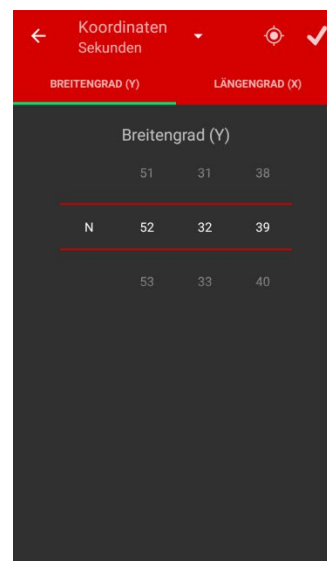 Koordinaten
Sekunden
BREITENGRAD (Y) LÄNGENGRAD (X)
Breitengrad (Y)
51 31 38
N 52 32 39
53 33 40